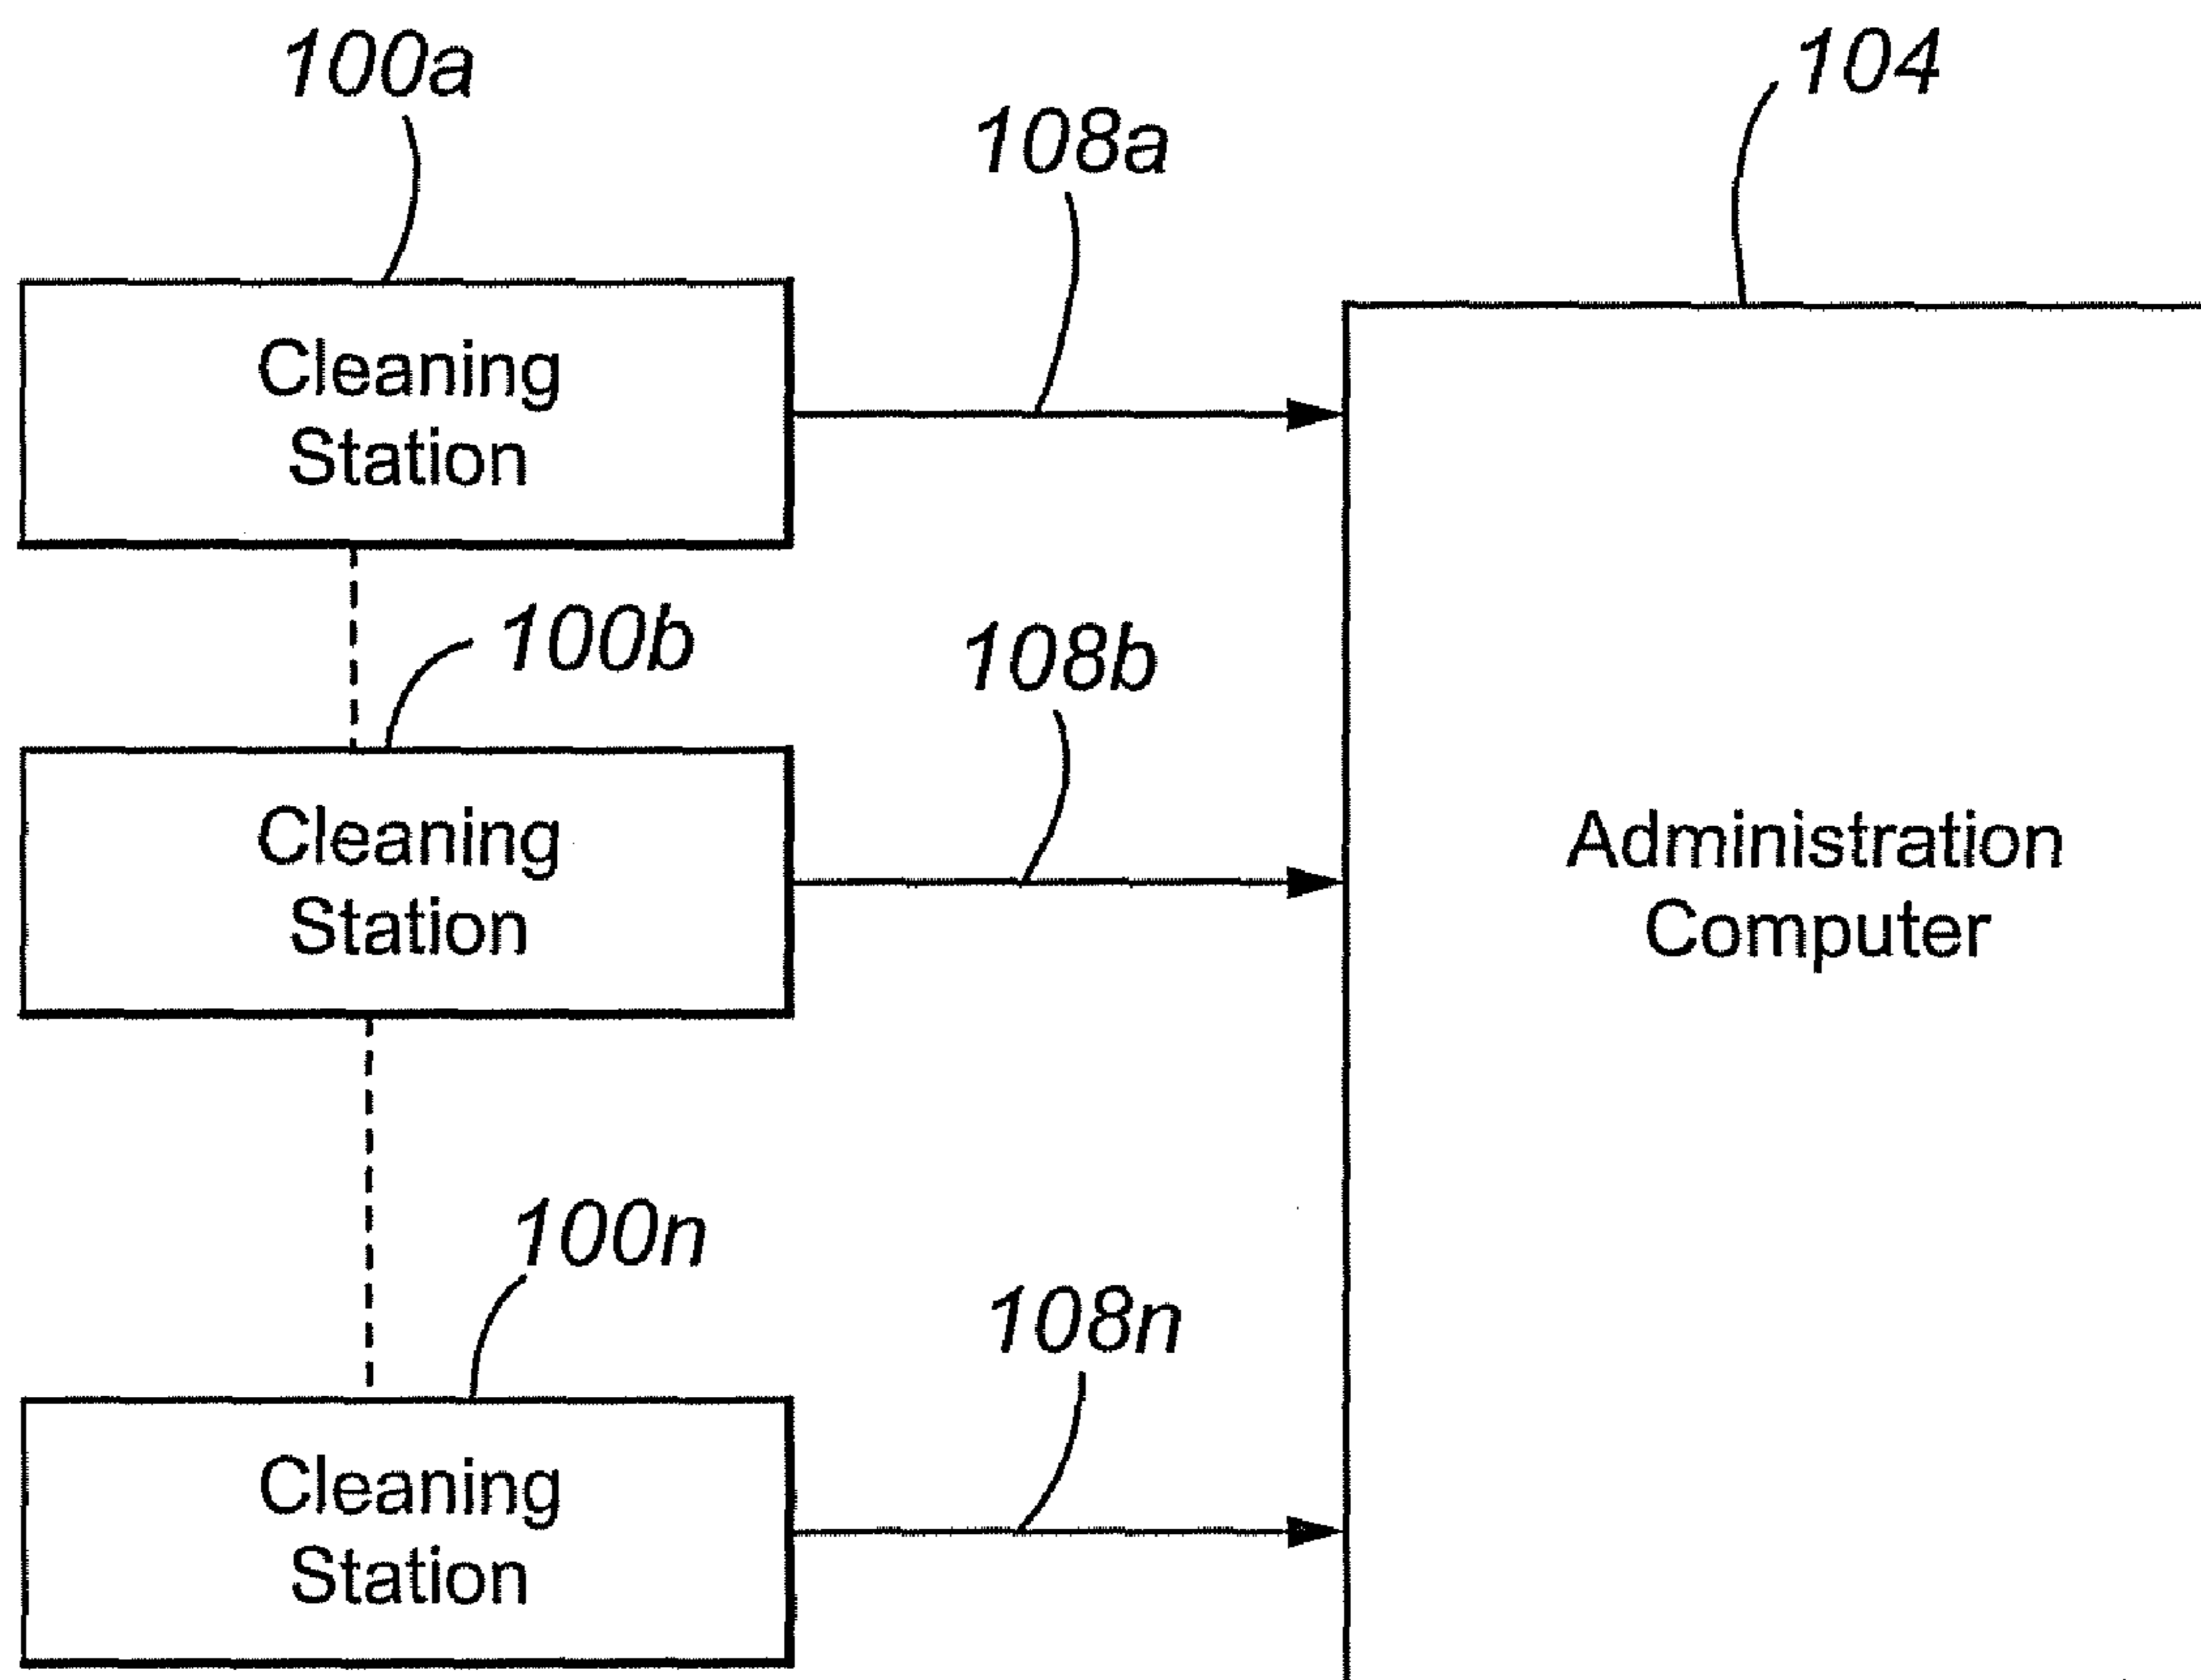 100a
108a
104
Cleaning
Station
100b
108b
Cleaning
Station
Administration
Computer
100n
108n
Cleaning
Station